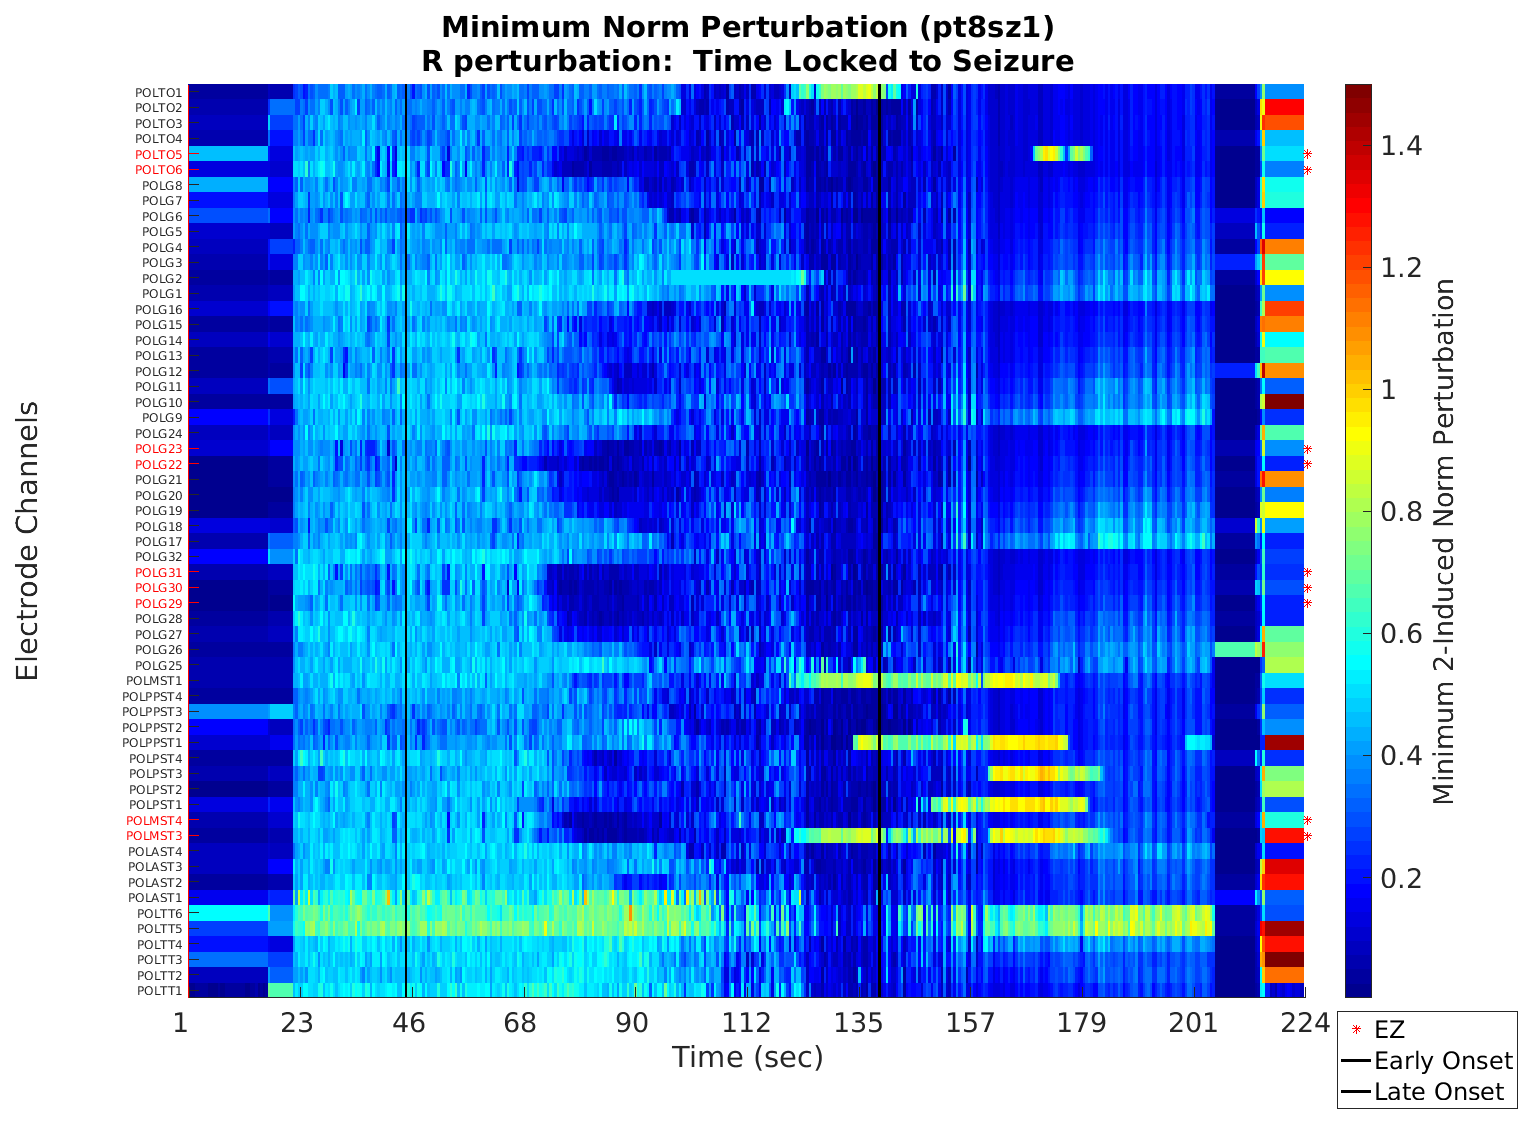 Minimum Norm Perturbation (pt8sz1)
R perturbation:  Time Locked to Seizure
Electrode Channels
POLTO1
POLTO2
POLTO3
POLTO4
POLTO5
POLTO6
POLG8
POLG7
POLG6
POLG5
POLG4
POLG3
POLG2
POLG1
POLG16
POLG15
POLG14
POLG13
POLG12
POLG11
POLG10
POLG9
POLG24
POLG23
POLG22
POLG21
POLG20
POLG19
POLG18
POLG17
POLG32
POLG31
POLG30
POLG29
POLG28
POLG27
POLG26
POLG25
POLMST1
POLPPST4
POLPPST3
POLPPST2
POLPPST1
POLPST4
POLPST3
POLPST2
POLPST1
POLMST4
POLMST3
POLAST4
POLAST3
POLAST2
POLAST1
POLTT6
POLTT5
POLTT4
POLTT3
POLTT2
POLTT1
1 23 46 68 90 112 135 157 179 201 224
Time (sec)
1.4
1.2
1
0.8
0.6
0.4
0.2
Minimum 2-Induced Norm Perturbation
EZ
Early Onset
Late Onset